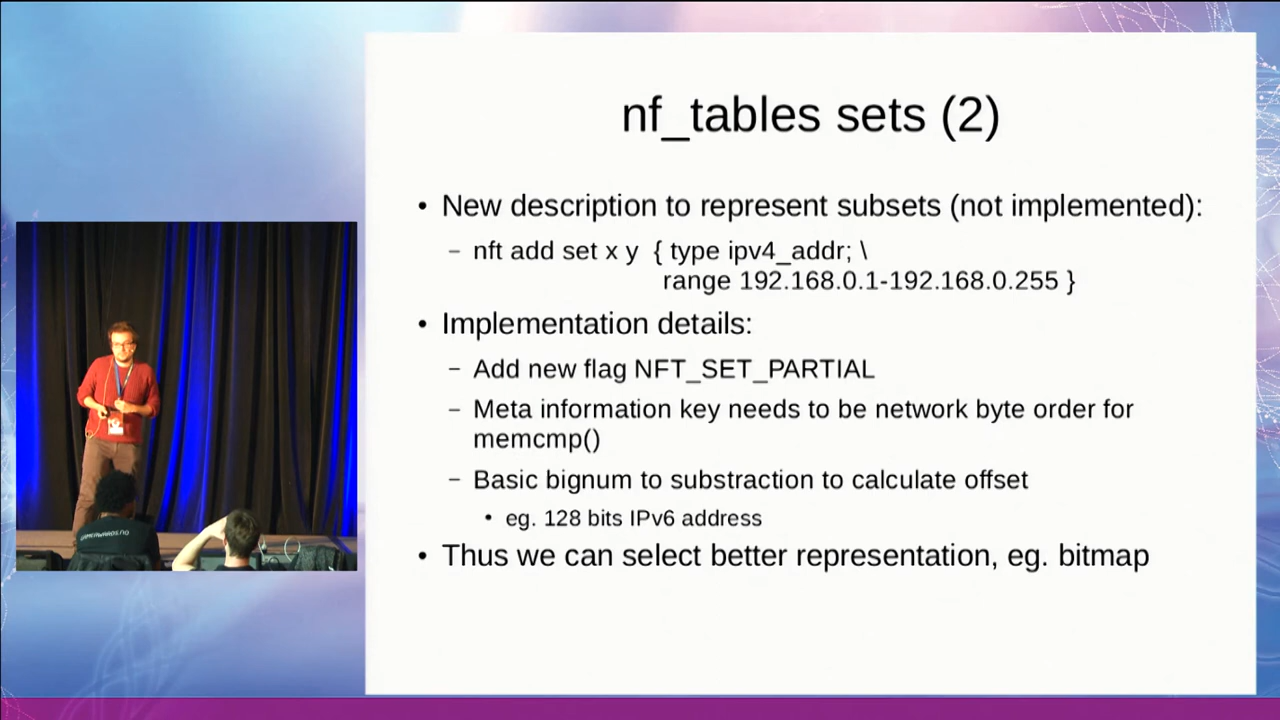 nf_tables sets (2)
• New description to represent subsets (not implemented):
– nft add set x y { type ipv4_addr; \
range 192.168.0.1-192.168.0.255 }
• Implementation details:
– Add new flag NFT_SET_PARTIAL
– Meta information key needs to be network byte order for
memcmp()
– Basic bignum to substraction to calculate offset
• eg. 128 bits IPv6 address
• Thus we can select better representation, eg. bitmap